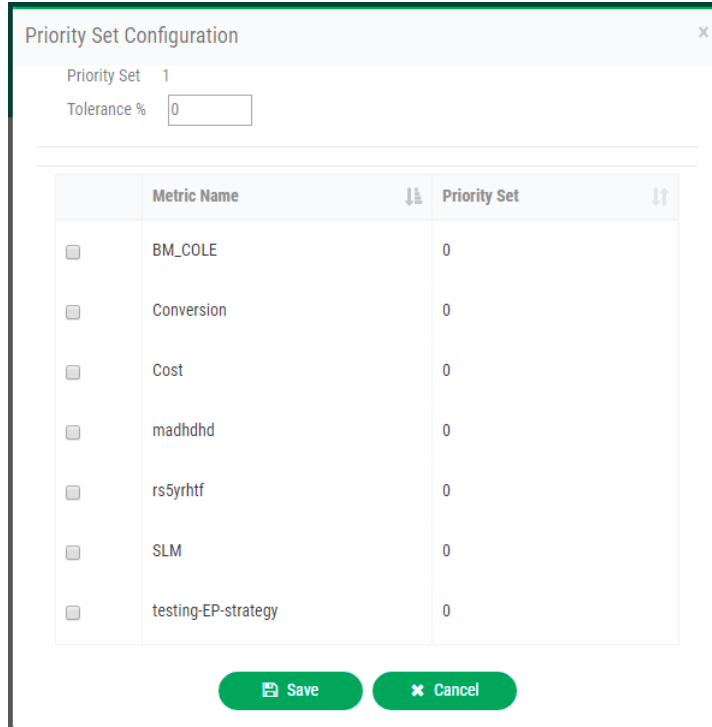 Priority Set Configuration
Priority Set 1
Tolerance % 0
Metric Name Priority Set
BM_COLE 0
Conversion 0
Cost 0
madhdhd 0
rs5yrhtf 0
SLM 0
testing-EP-strategy 0
Save Cancel